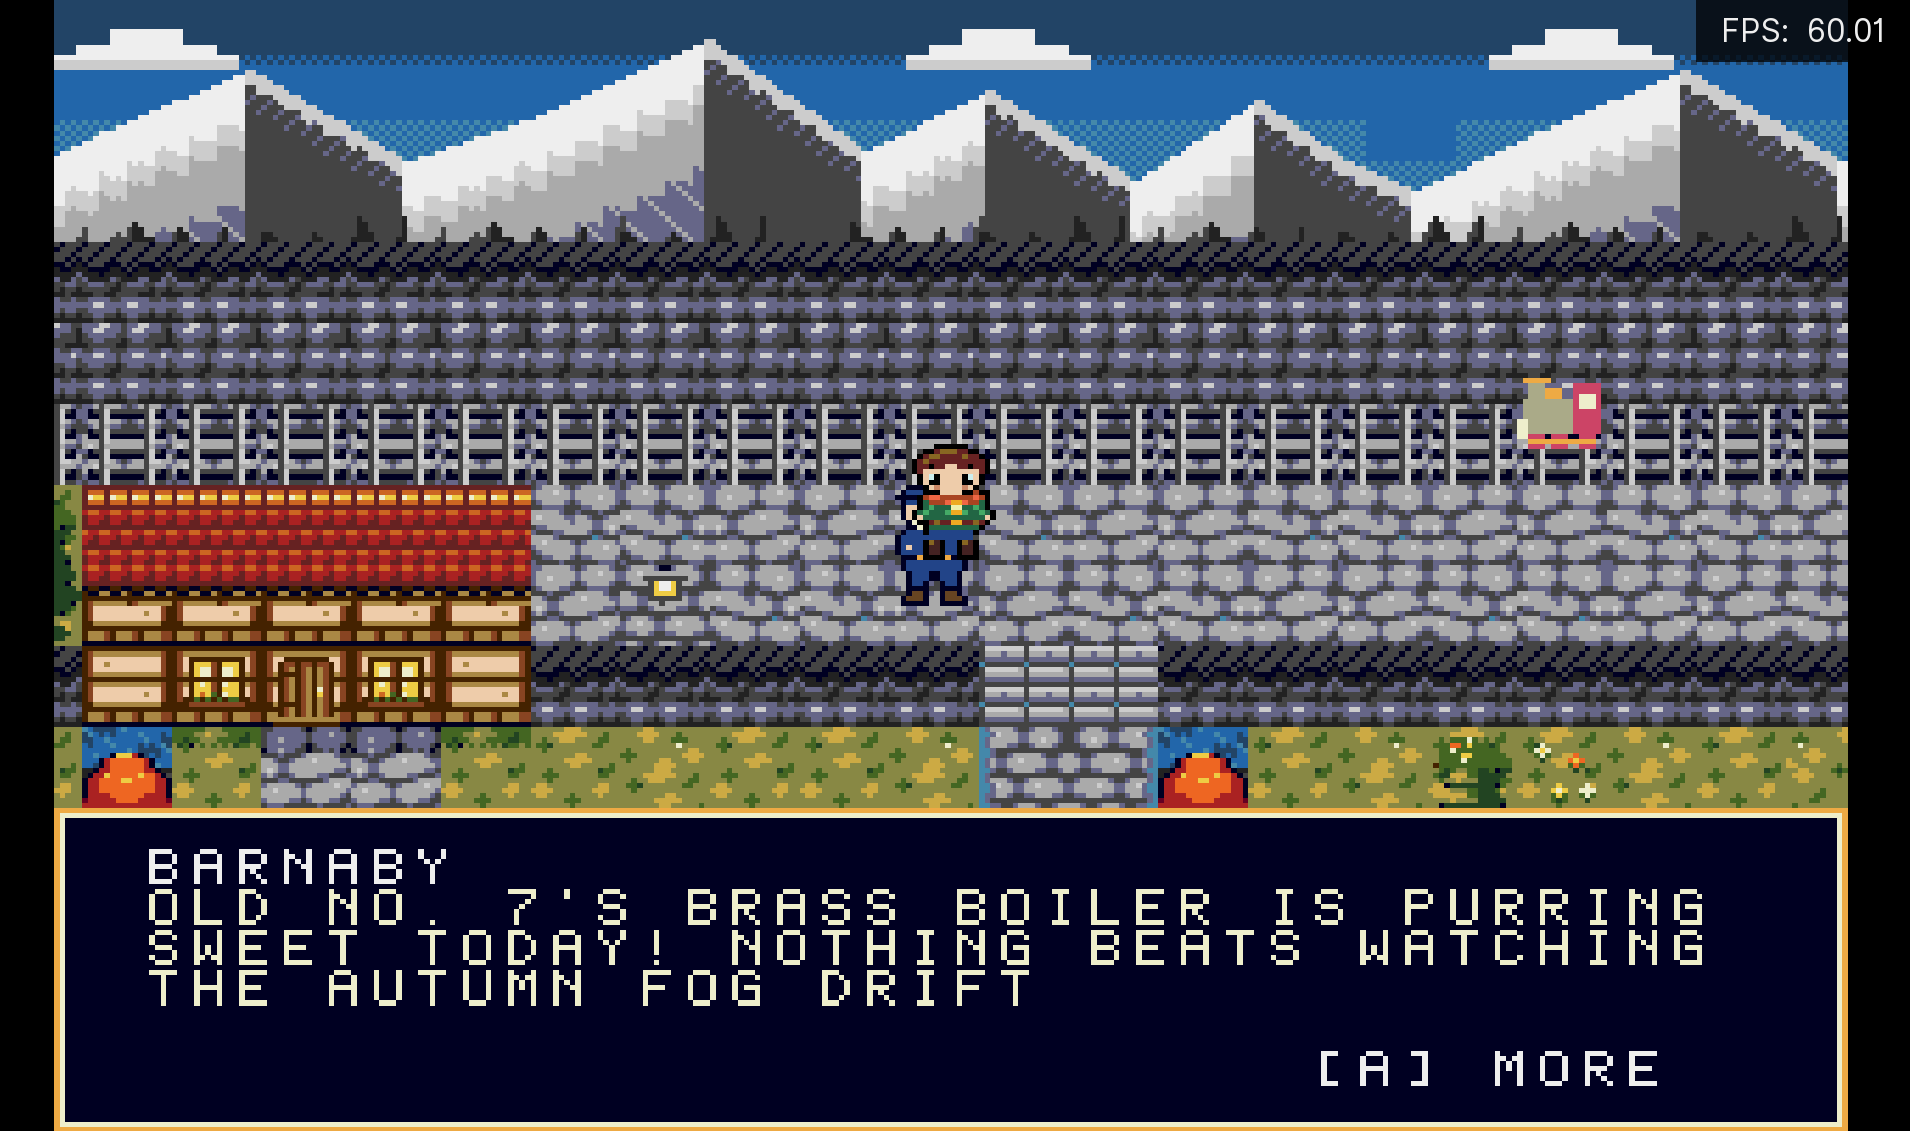 FPS: 60.01
BARNABY
OLD NO. 7'S BRASS BOILER IS PURRING
SWEET TODAY! NOTHING BEATS WATCHING
THE AUTUMN FOG DRIFT
[A] MORE